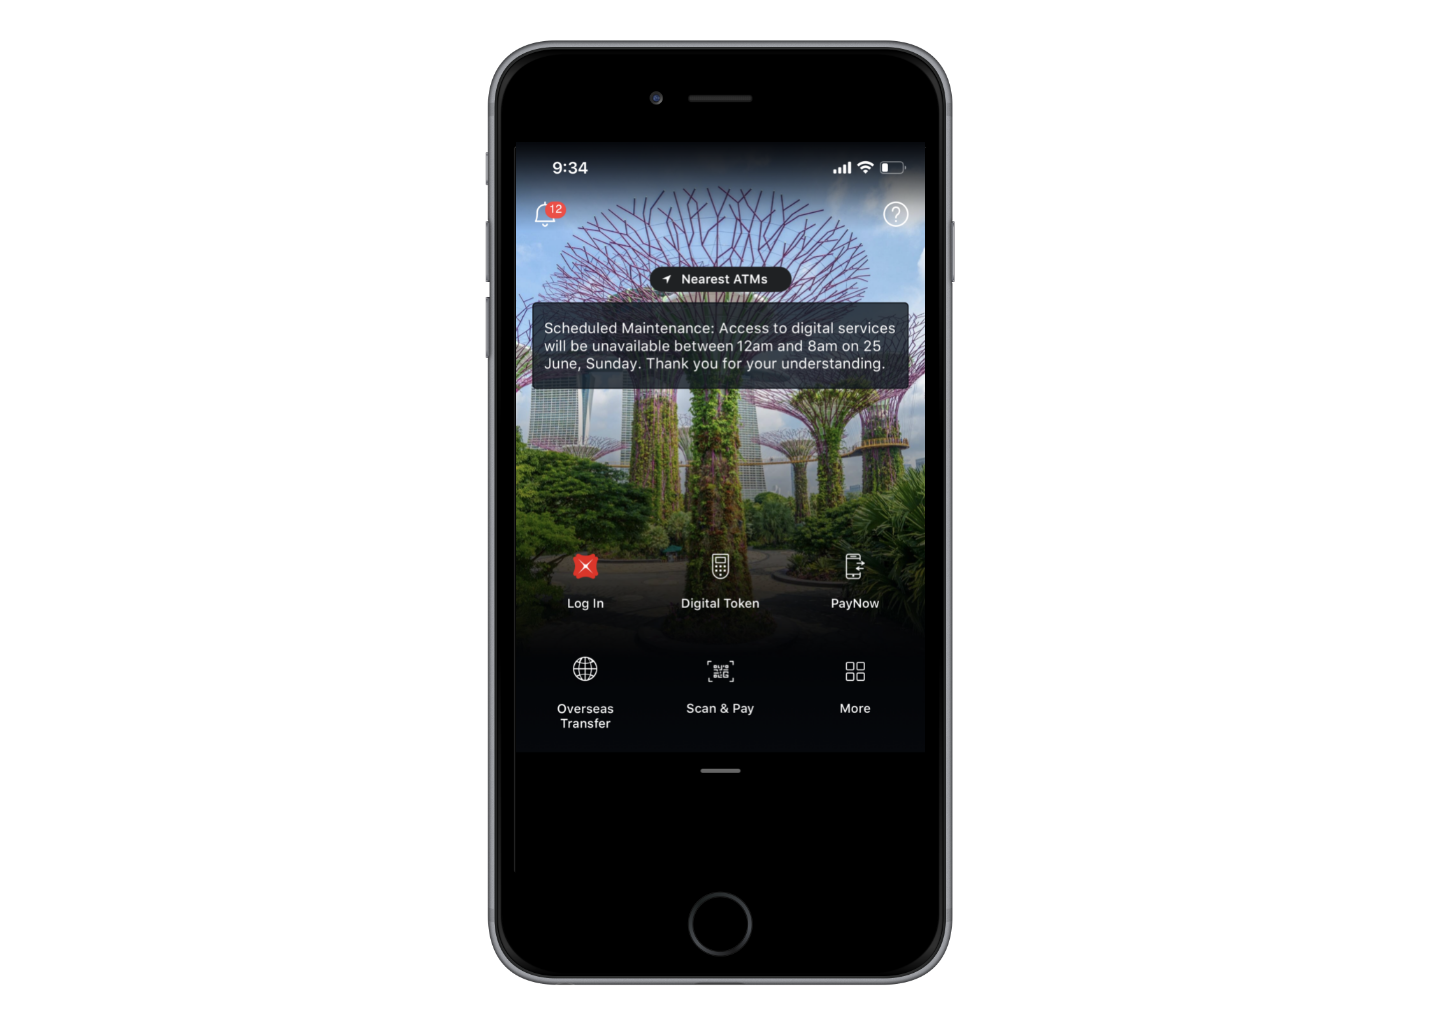 9:34
12
Nearest ATMs
Scheduled Maintenance: Access to digital services
will be unavailable between 12am and 8am on 25
June, Sunday. Thank you for your understanding.
Log In
Digital Token
PayNow
Overseas
Transfer
Scan & Pay
More